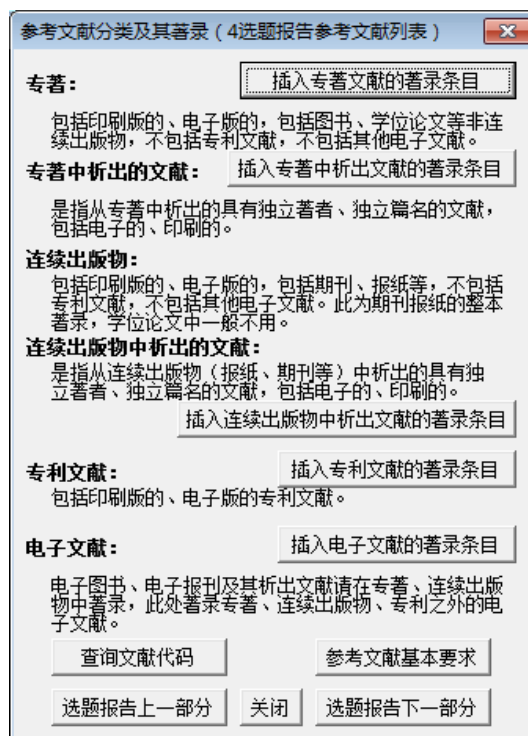 参考文献分类及其著录（4选题报告参考文献列表）
专著： 插入专著文献的著录条目
包括印刷版的、电子版的，包括图书、学位论文等非连
续出版物，不包括专利文献，不包括其他电子文献。
专著中析出的文献： 插入专著中析出文献的著录条目
是指从专著中析出的具有独立著者、独立篇名的文献，
包括电子的、印刷的。
连续出版物：
包括印刷版的、电子版的，包括期刊、报纸等，不包括
专利文献，不包括其他电子文献。此为期刊报纸的整本
著录，学位论文中一般不用。
连续出版物中析出的文献：
是指从连续出版物（报纸、期刊等）中析出的具有独
立著者、独立篇名的文献，包括电子的、印刷的。
插入连续出版物中析出文献的著录条目
专利文献： 插入专利文献的著录条目
包括印刷版的、电子版的专利文献。
电子文献： 插入电子文献的著录条目
电子图书、电子报刊及其析出文献请在专著、连续出版
物中著录，此处著录专著、连续出版物、专利之外的电
子文献。
查询文献代码 参考文献基本要求
选题报告上一部分 关闭 选题报告下一部分